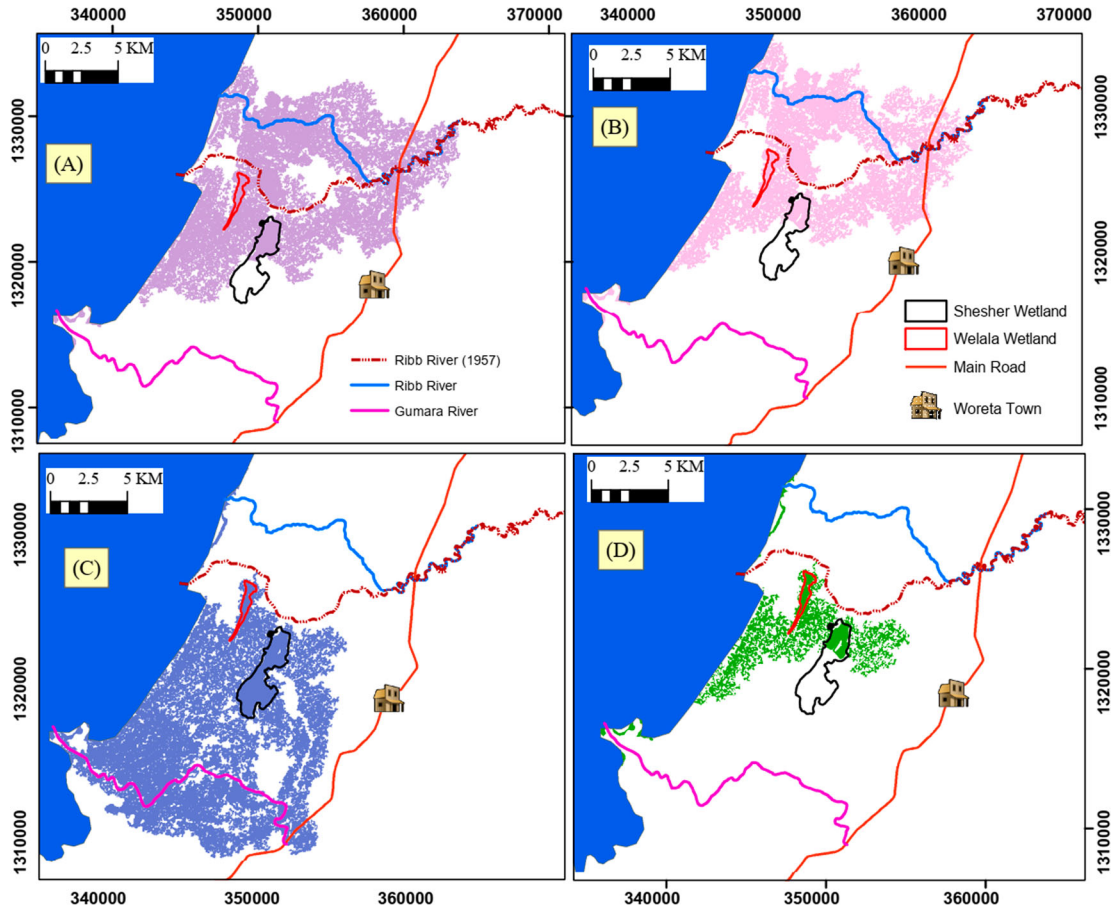 340000 350000 360000 370000
350000 360000 370000
0 2.5 5 KM
1330000
1320000
1310000
(A)
Ribb River (1957)
Ribb River
Gumara River
0 2.5 5 KM
(B)
1330000
1320000
1310000
Shesher Wetland
Welala Wetland
Main Road
Woreta Town
0 2.5 5 KM
1330000
1320000
1310000
(C)
0 2.5 5 KM
(D)
1330000
1320000
1310000
340000 350000 360000
340000 350000 360000